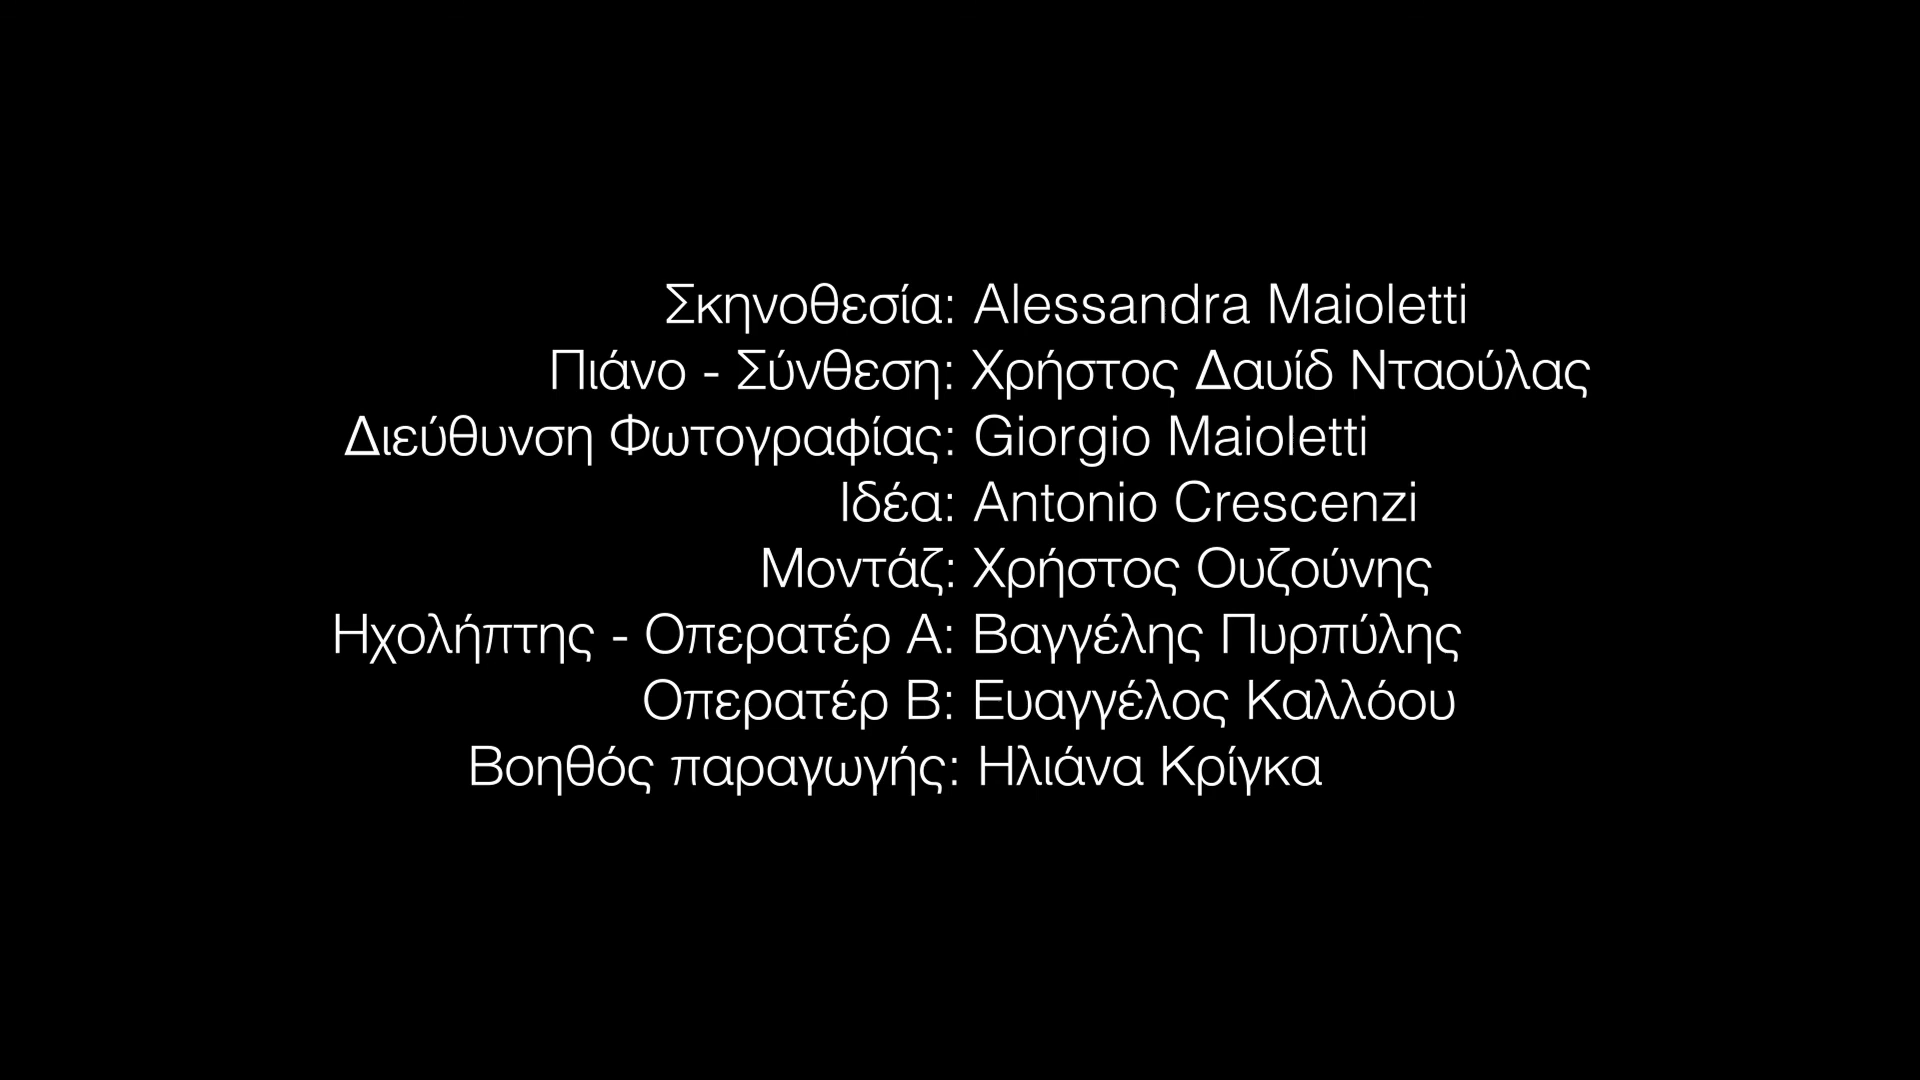 Σκηνοθεσία: Alessandra Maioletti
Πιάνο - Σύνθεση: Χρήστος Δαυίδ Νταούλας
Διεύθυνση Φωτογραφίας: Giorgio Maioletti
Ιδέα: Antonio Crescenzi
Μοντάζ: Χρήστος Ουζούνης
Ηχολήπτης - Οπερατέρ Α: Βαγγέλης Πυρπύλης
Οπερατέρ Β: Ευαγγέλος Καλλόου
Βοηθός παραγωγής: Ηλιάνα Κρίγκα